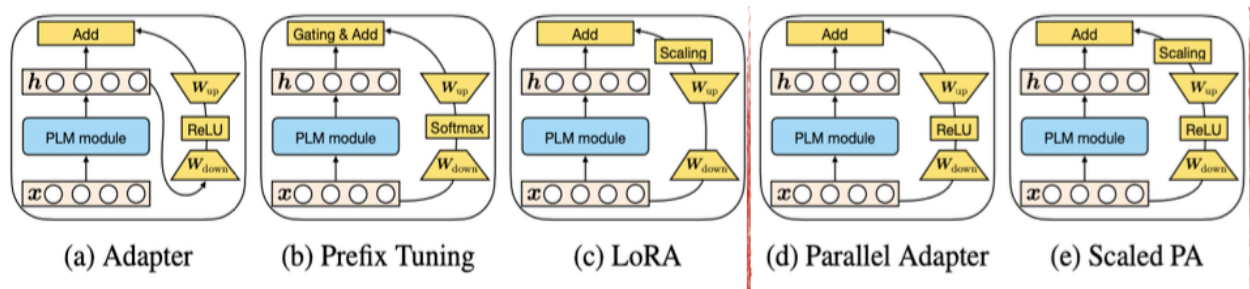 Add
h
W_up
ReLU
PLM module
W_down
x
(a) Adapter
Gating & Add
h
W_up
Softmax
PLM module
W_down
x
(b) Prefix Tuning
Add
Scaling
h
W_up
PLM module
W_down
x
(c) LoRA
Add
h
W_up
ReLU
PLM module
W_down
x
(d) Parallel Adapter
Add
Scaling
h
W_up
ReLU
PLM module
W_down
x
(e) Scaled PA